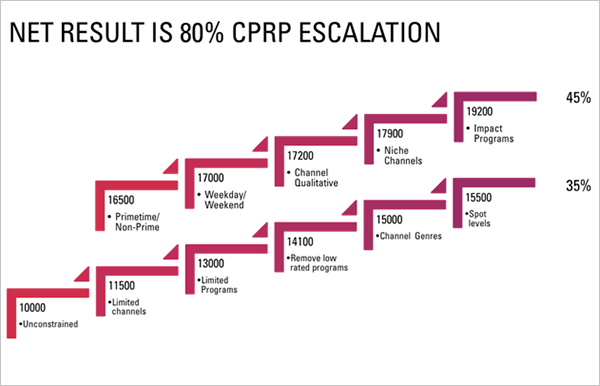 NET RESULT IS 80% CPRP ESCALATION
45%
19200
• Impact
Programs
17900
• Niche
Channels
17200
• Channel
Qualitative
17000
• Weekday/
Weekend
16500
• Primetime/
Non-Prime
35%
15500
•Spot
levels
15000
•Channel Genres
14100
•Remove low
rated programs
13000
•Limited
Programs
11500
•Limited
channels
10000
•Unconstrained